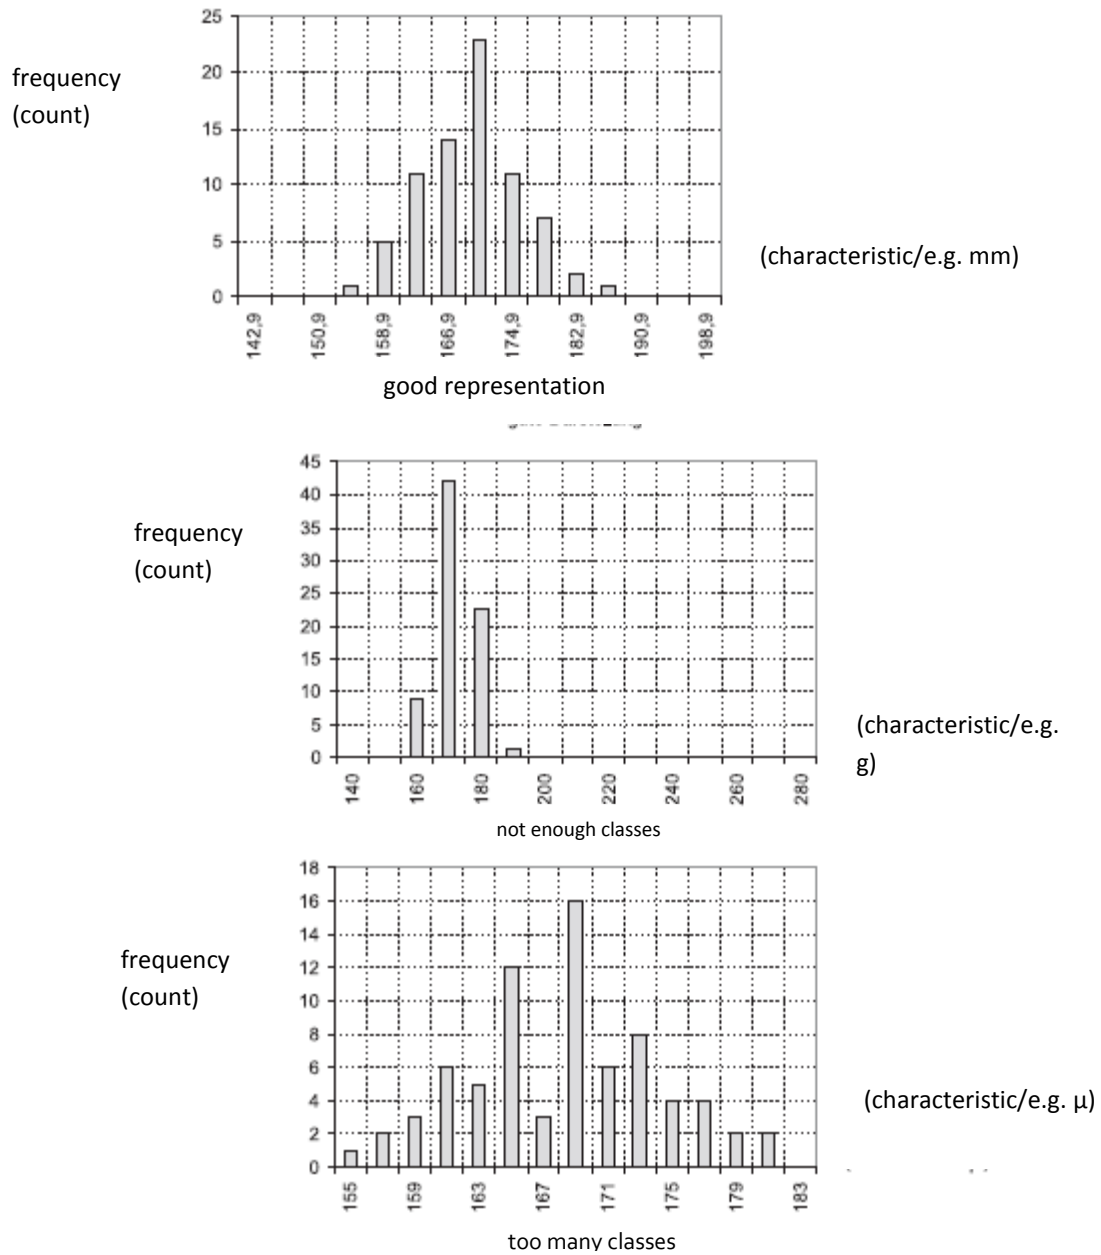 25
frequency
(count)
20
15
10
5
0
(characteristic/e.g. mm)
142,9 150,9 158,9 166,9 174,9 182,9 190,9 198,9
good representation
45
40
35
30
25
20
15
10
5
0
frequency
(count)
(characteristic/e.g.
g)
140 160 180 200 220 240 260 280
not enough classes
18
16
14
12
10
8
6
4
2
0
frequency
(count)
(characteristic/e.g. µ)
155 159 163 167 171 175 179 183
too many classes